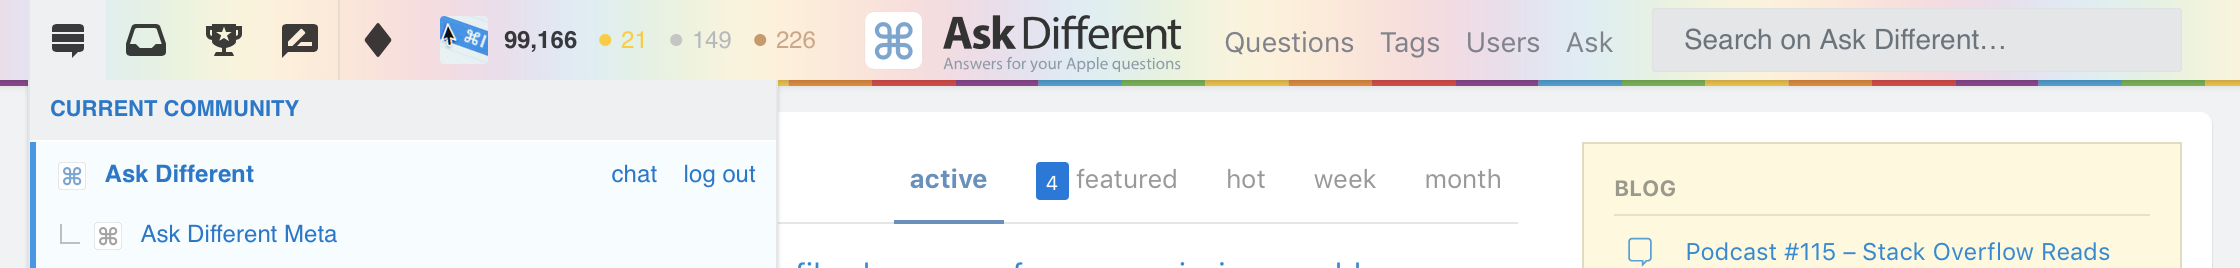 99,166 21 149 226
Ask Different
Answers for your Apple questions
Questions Tags Users Ask
Search on Ask Different...
CURRENT COMMUNITY
Ask Different chat log out
Ask Different Meta
active 4 featured hot week month
BLOG
Podcast #115 – Stack Overflow Reads